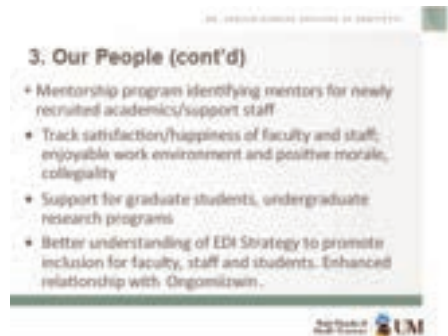 3. Our People (cont'd)
• Mentorship program identifying mentors for newly
recruited academics/support staff
• Track satisfaction/happiness of faculty and staff;
enjoyable work environment and positive morale,
collegiality
• Support for graduate students, undergraduate
research programs
• Better understanding of EDI Strategy to promote
inclusion for faculty, staff and students. Enhanced
relationship with Ongomiizwin.
UM